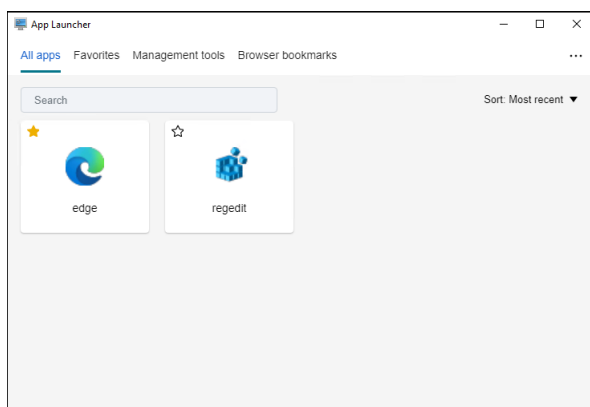 App Launcher
All apps Favorites Management tools Browser bookmarks
Search
Sort: Most recent
edge
regedit